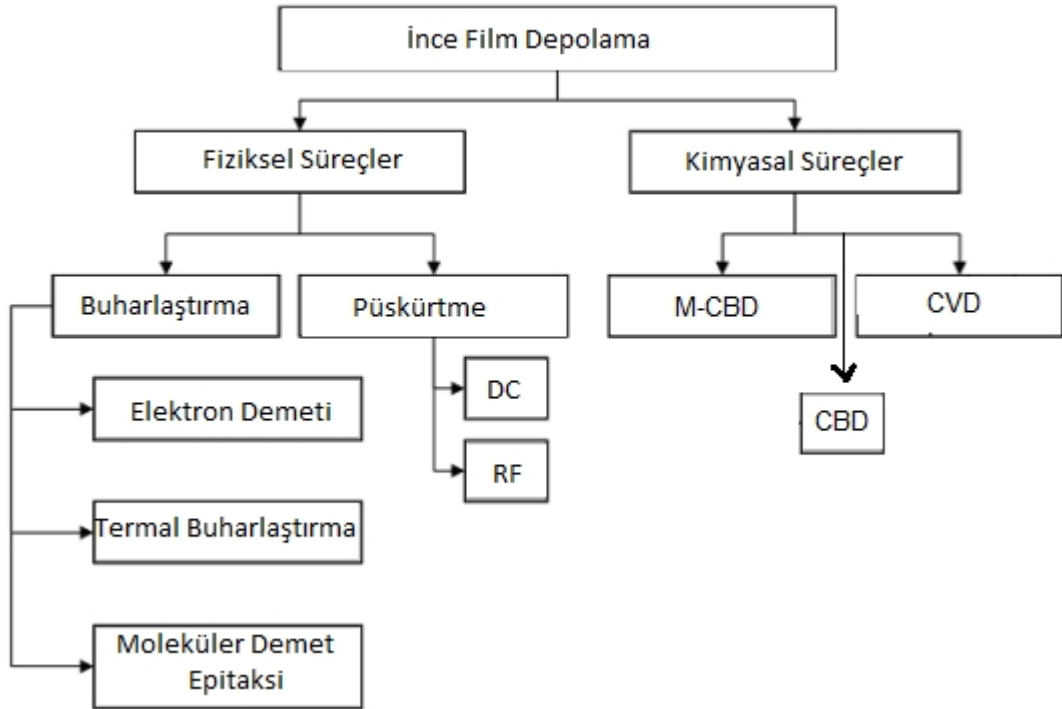 İnce Film Depolama
Fiziksel Süreçler
Kimyasal Süreçler
Buharlaştırma
Püskürtme
M-CBD
CVD
DC
Elektron Demeti
CBD
RF
Termal Buharlaştırma
Moleküler Demet
Epitaksi